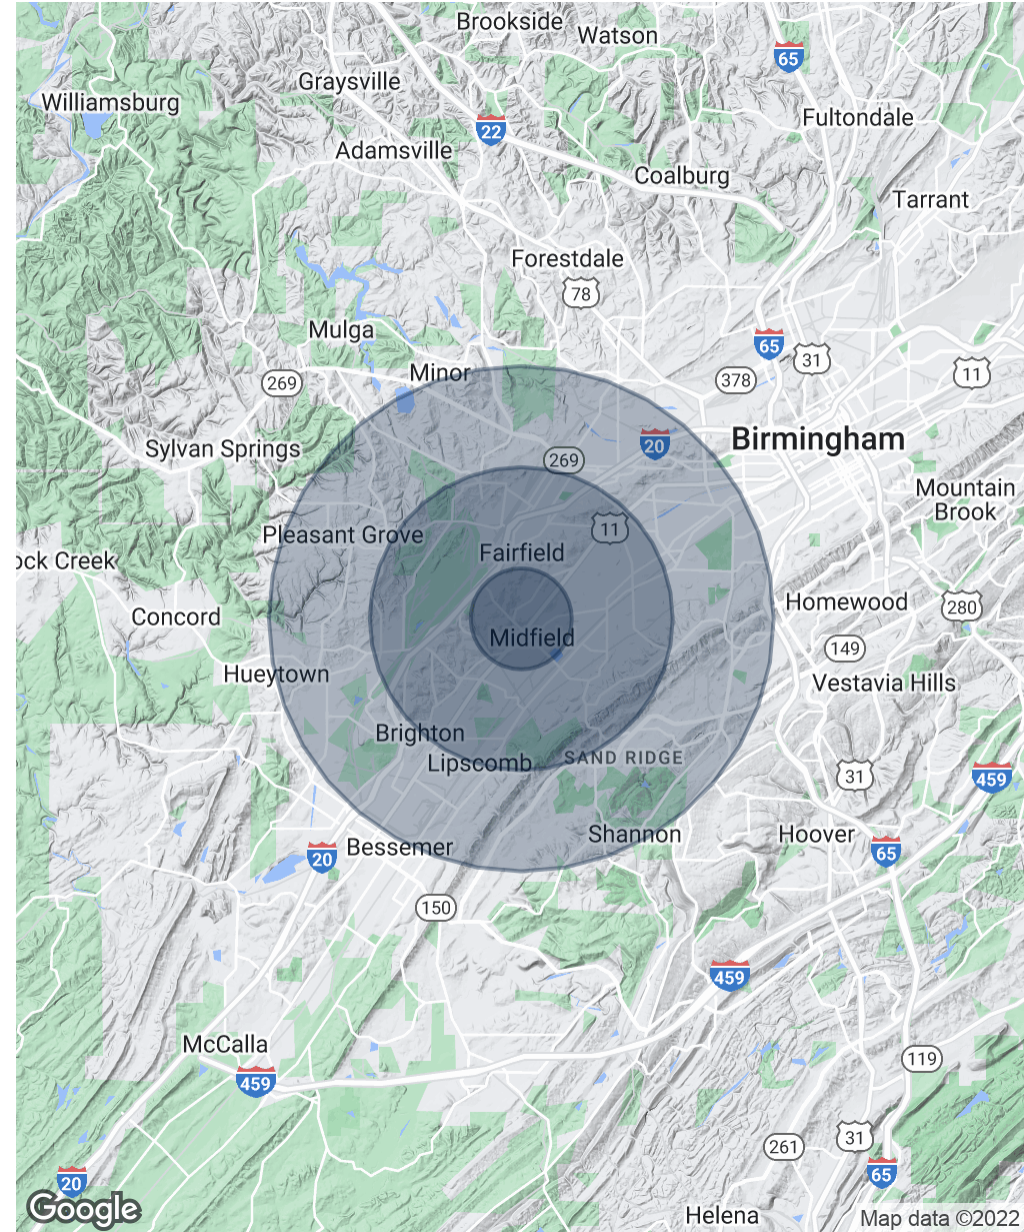 Brookside
Watson
65
Graysville
Williamsburg
Fultondale
22
Adamsville
Coalburg
Tarrant
Forestdale
78
Mulga
65
31
Minor
11
378
269
Birmingham
20
Sylvan Springs
269
Mountain
Brook
11
Pleasant Grove
Fairfield
ock Creek
Homewood
280
Concord
Midfield
149
Hueytown
Vestavia Hills
Brighton
Lipscomb
SAND RIDGE
31
459
Shannon
Hoover
Bessemer
20
65
150
459
McCalla
119
459
31
261
65
20
Google
Helena
Map data ©2022